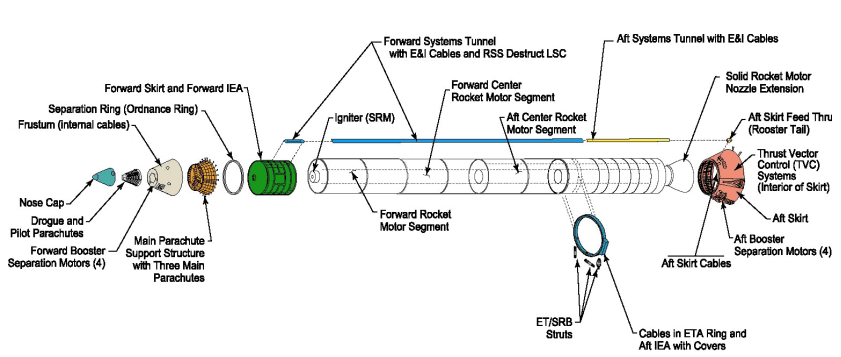 Forward Systems Tunnel
with E&I Cables and RSS Destruct LSC
Aft Systems Tunnel with E&I Cables
Forward Skirt and Forward IEA
Separation Ring (Ordnance Ring)
Frustum (internal cables)
Igniter (SRM)
Forward Center
Rocket Motor Segment
Aft Center Rocket
Motor Segment
Solid Rocket Motor
Nozzle Extension
Aft Skirt Feed Thru
(Rooster Tail)
Thrust Vector
Control (TVC)
Systems
(Interior of Skirt)
Nose Cap
Drogue and
Pilot Parachutes
Forward Booster
Separation Motors (4)
Main Parachute
Support Structure
with Three Main
Parachutes
Forward Rocket
Motor Segment
Aft Skirt
Aft Booster
Separation Motors (4)
Aft Skirt Cables
ET/SRB
Struts
Cables in ETA Ring and
Aft IEA with Covers